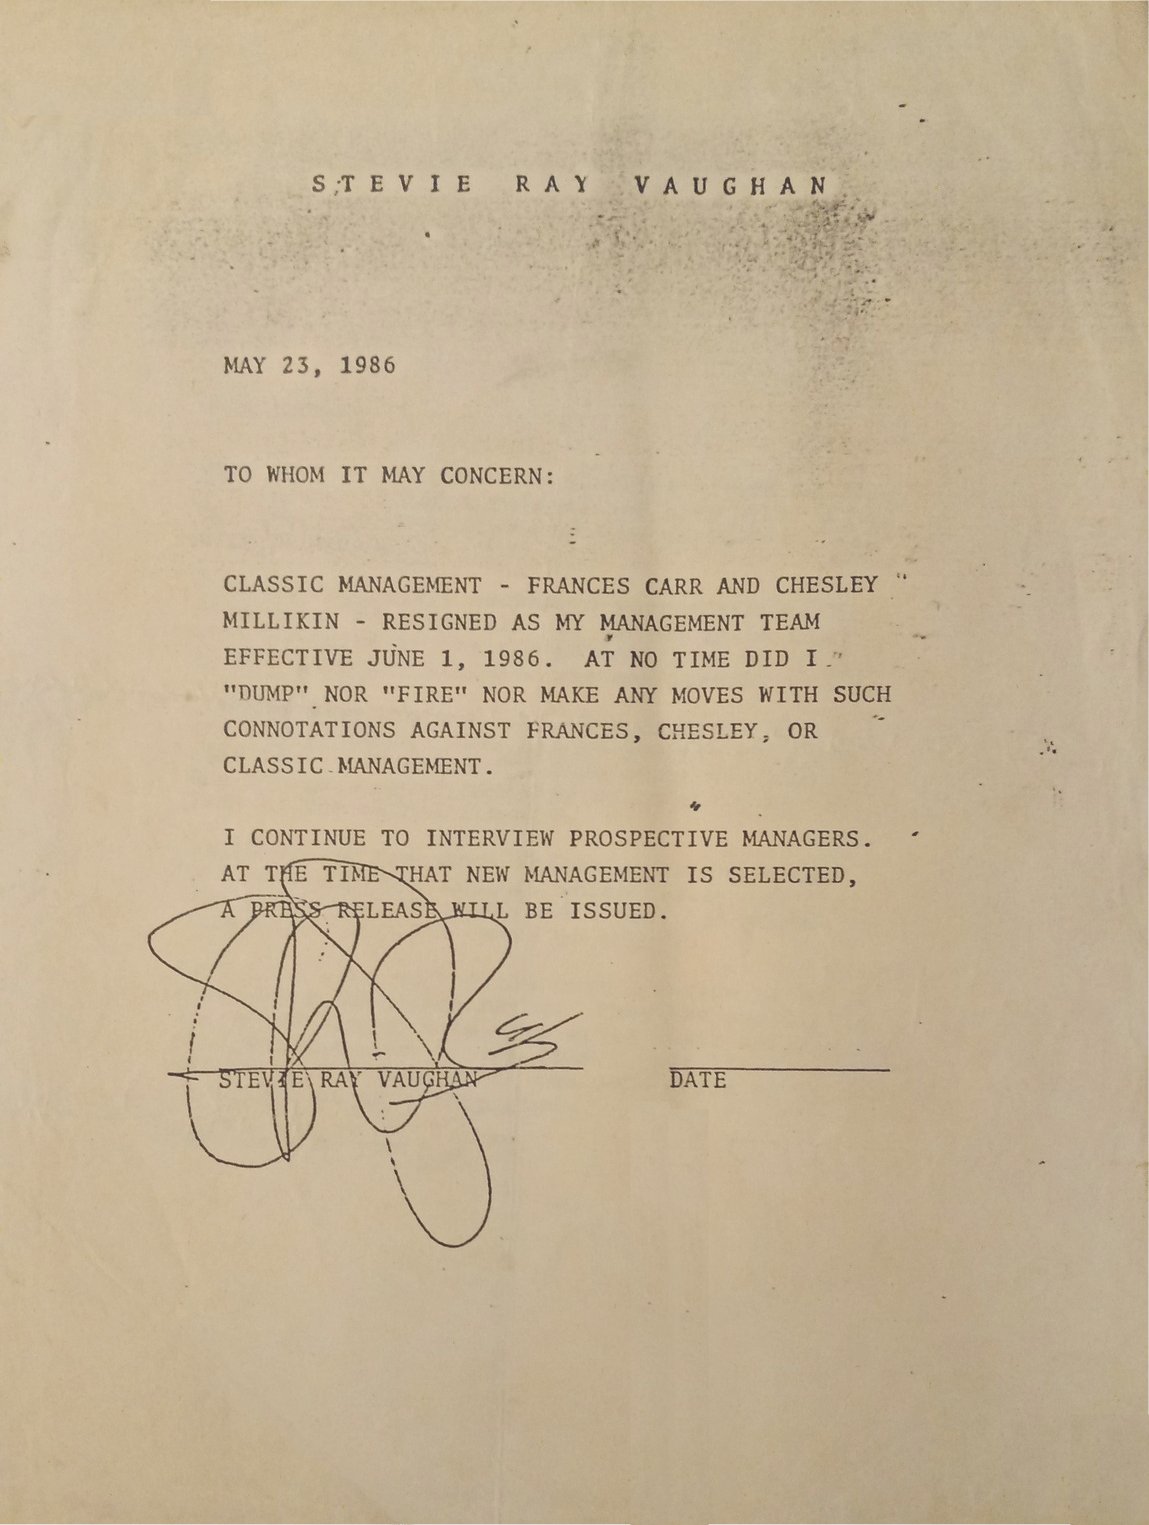 STEVIE RAY VAUGHAN
MAY 23, 1986
TO WHOM IT MAY CONCERN:
CLASSIC MANAGEMENT - FRANCES CARR AND CHESLEY
MILLIKIN - RESIGNED AS MY MANAGEMENT TEAM
EFFECTIVE JUNE 1, 1986. AT NO TIME DID I
"DUMP" NOR "FIRE" NOR MAKE ANY MOVES WITH SUCH
CONNOTATIONS AGAINST FRANCES, CHESLEY, OR
CLASSIC MANAGEMENT.
I CONTINUE TO INTERVIEW PROSPECTIVE MANAGERS.
AT THE TIME THAT NEW MANAGEMENT IS SELECTED,
A PRESS RELEASE WILL BE ISSUED.
STEVIE RAY VAUGHAN DATE